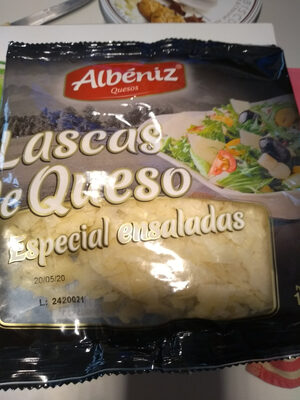 Albéniz
Quesos
Lascas
de Queso
Especial ensaladas
20/05/20
L: 2420021